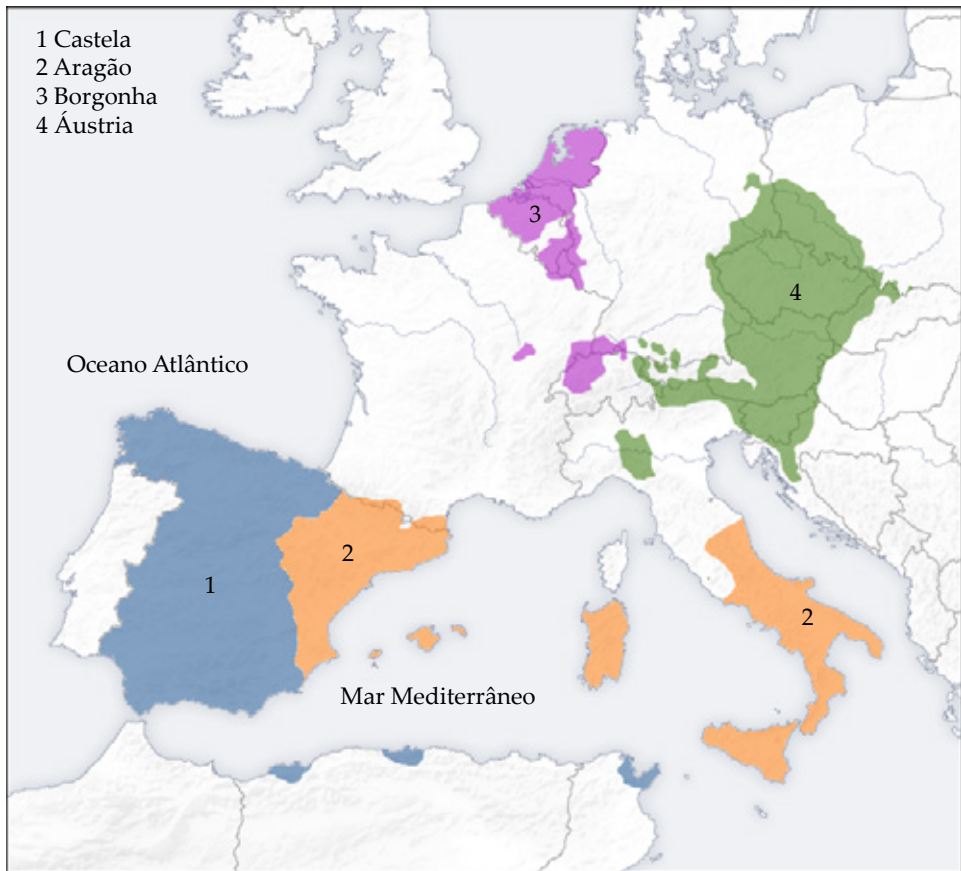 1 Castela
2 Aragão
3 Borgonha
4 Áustria
3
4
Oceano Atlântico
2
1
2
Mar Mediterrâneo